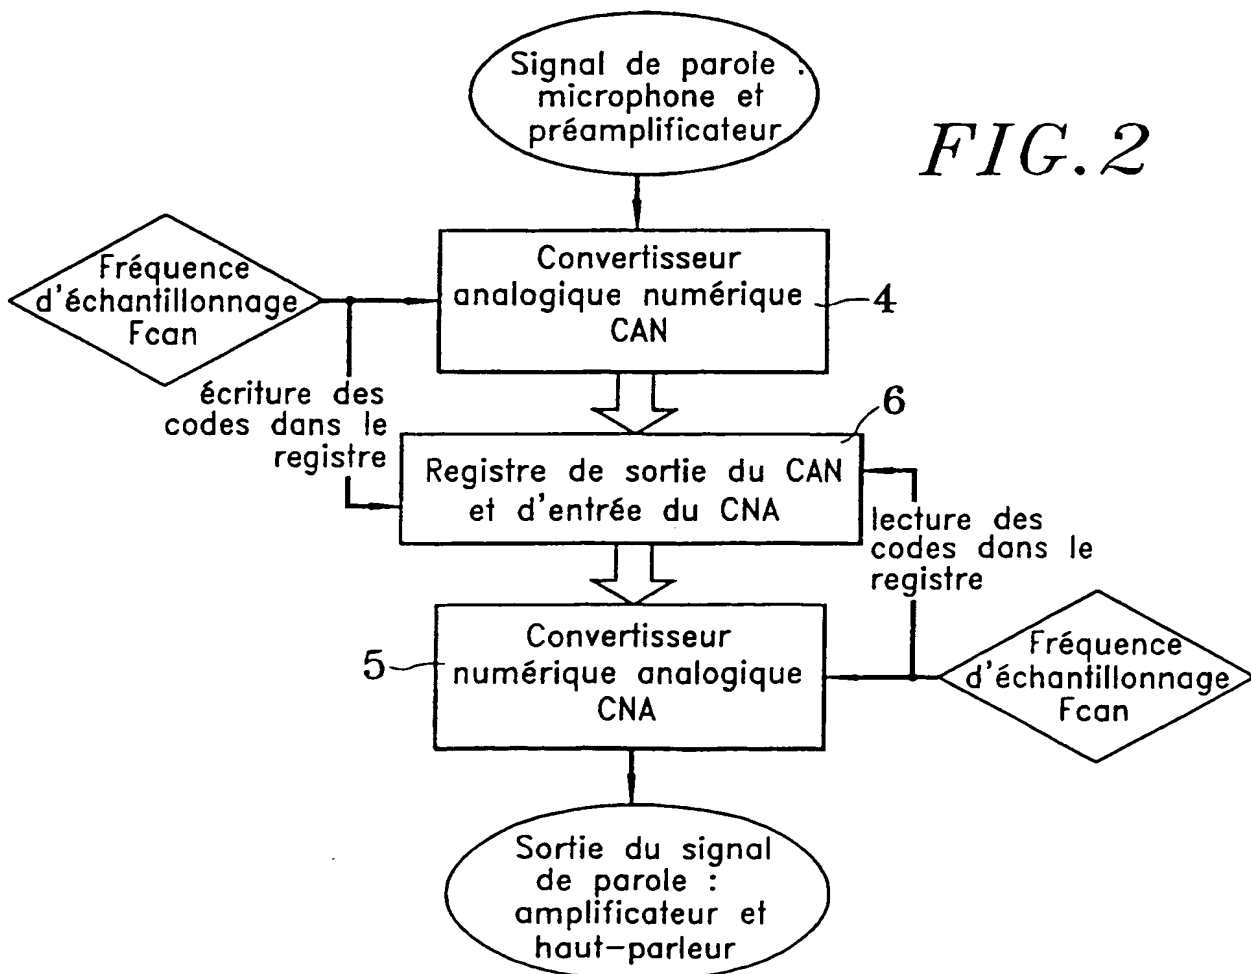 Signal de parole :
microphone et
préamplificateur
FIG.2
Fréquence
d'échantillonnage
Fcan
Convertisseur
analogique numérique
CAN
4
écriture des
codes dans le
registre
6
Registre de sortie du CAN
et d'entrée du CNA
lecture des
codes dans le
registre
5
Convertisseur
numérique analogique
CNA
Fréquence
d'échantillonnage
Fcan
Sortie du signal
de parole :
amplificateur et
haut-parleur